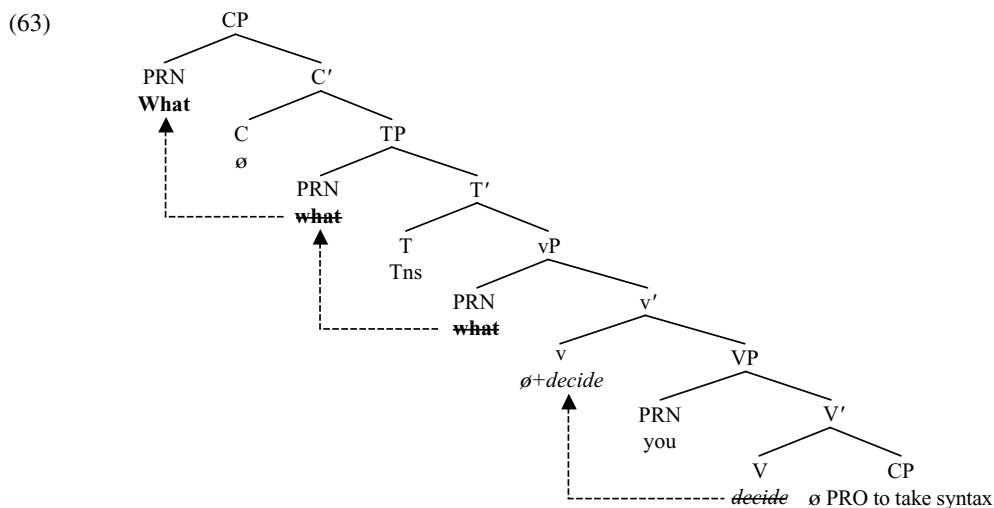 (63)
CP
PRN C′
What
C TP
ø
PRN T′
what
T vP
Tns
PRN v′
what
v VP
ø+decide
PRN V′
you
V CP
decide ø PRO to take syntax